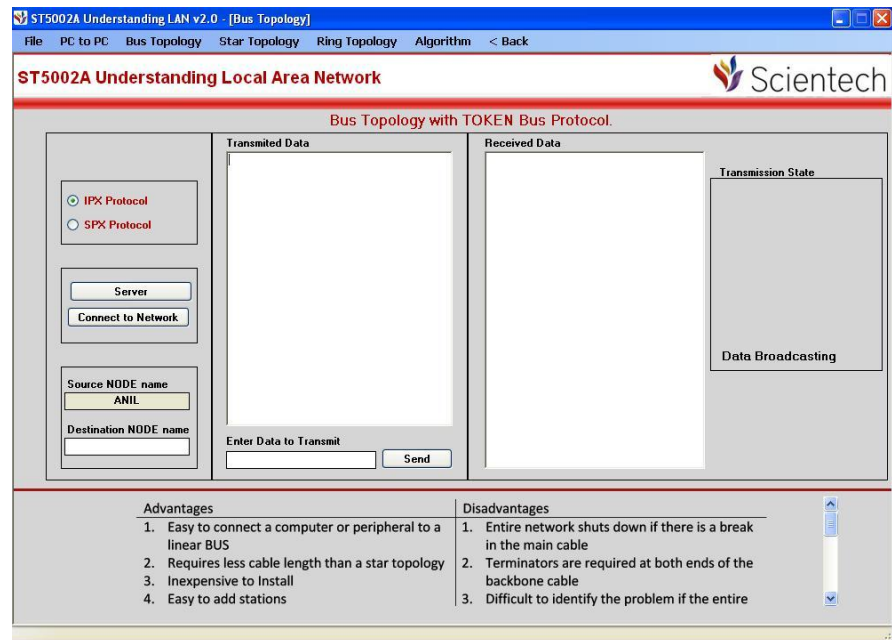 ST5002A Understanding LAN v2.0 - [Bus Topology]
File PC to PC Bus Topology Star Topology Ring Topology Algorithm < Back
ST5002A Understanding Local Area Network
Scientech
Bus Topology with TOKEN Bus Protocol.
Transmited Data
Received Data
Transmission State
IPX Protocol
SPX Protocol
Server
Connect to Network
Data Broadcasting
Source NODE name
ANIL
Destination NODE name
Enter Data to Transmit
Send
Advantages
1. Easy to connect a computer or peripheral to a
linear BUS
2. Requires less cable length than a star topology
3. Inexpensive to Install
4. Easy to add stations
Disadvantages
1. Entire network shuts down if there is a break
in the main cable
2. Terminators are required at both ends of the
backbone cable
3. Difficult to identify the problem if the entire